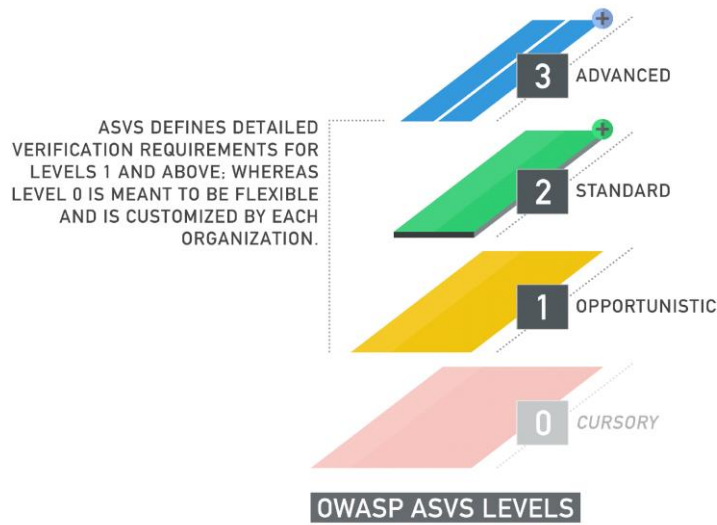 3 ADVANCED
ASVS DEFINES DETAILED
VERIFICATION REQUIREMENTS FOR
LEVELS 1 AND ABOVE; WHEREAS
LEVEL 0 IS MEANT TO BE FLEXIBLE
AND IS CUSTOMIZED BY EACH
ORGANIZATION.
2 STANDARD
1 OPPORTUNISTIC
0 CURSORY
OWASP ASVS LEVELS